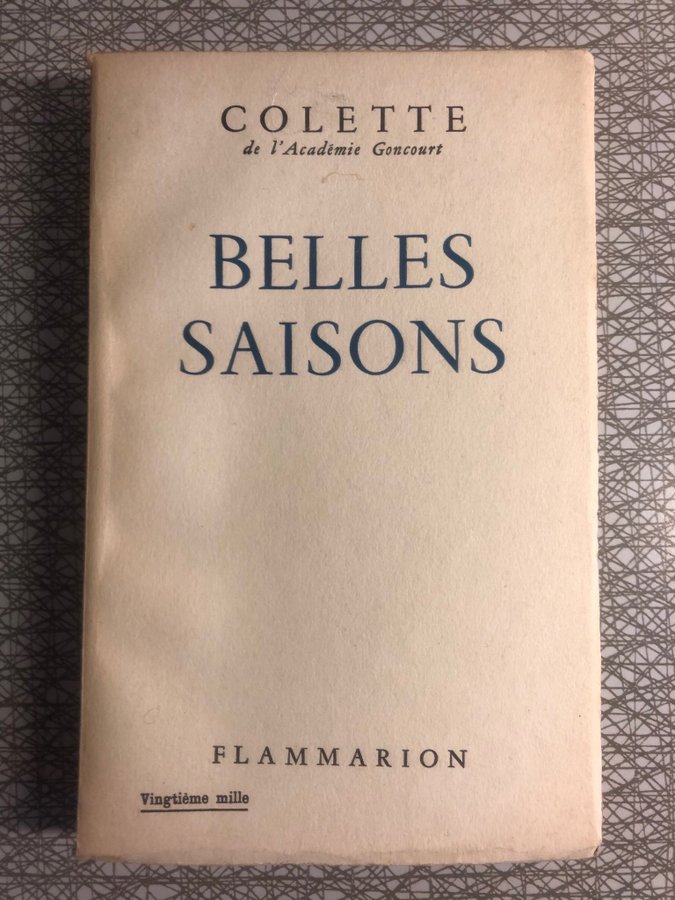 COLETTE
de l'Académie Goncourt
BELLES
SAISONS
FLAMMARION
Vingtième mille